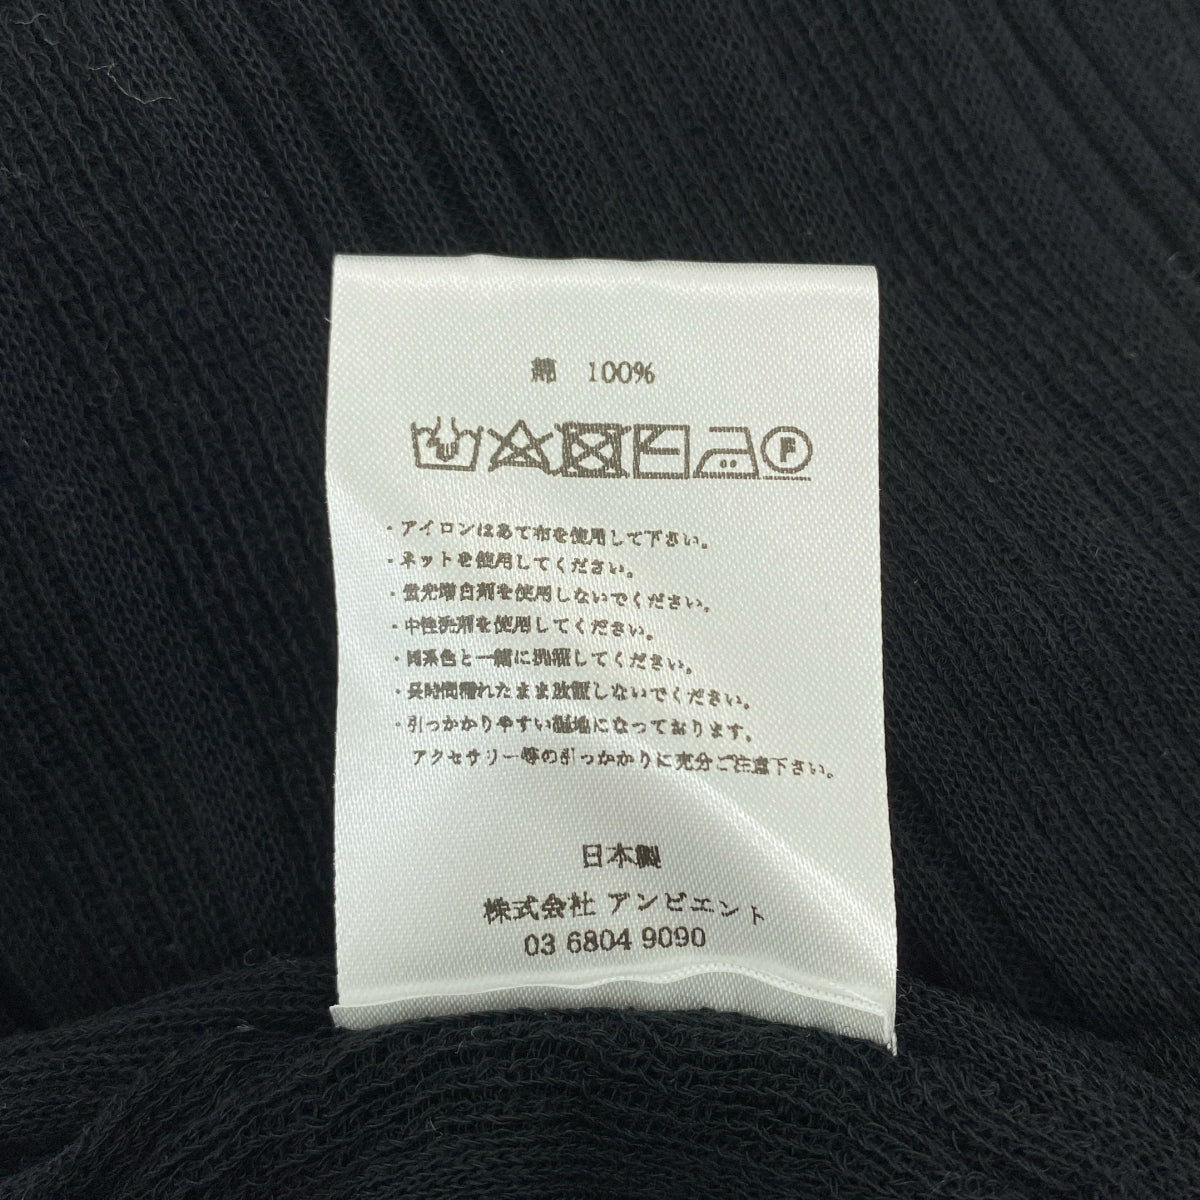 綿 100%
F
・アイロンはあて布を使用して下さい。
・ネットを使用してください。
・蛍光増白剤を使用しないでください。
・中性洗剤を使用してください。
・同系色と一緒に洗濯してください。
・長時間濡れたまま放置しないでください。
・引っかかりやすい編地になっております。
アクセサリー等の引っかかりに充分ご注意下さい。
日本製
株式会社 アンビエント
03 6804 9090